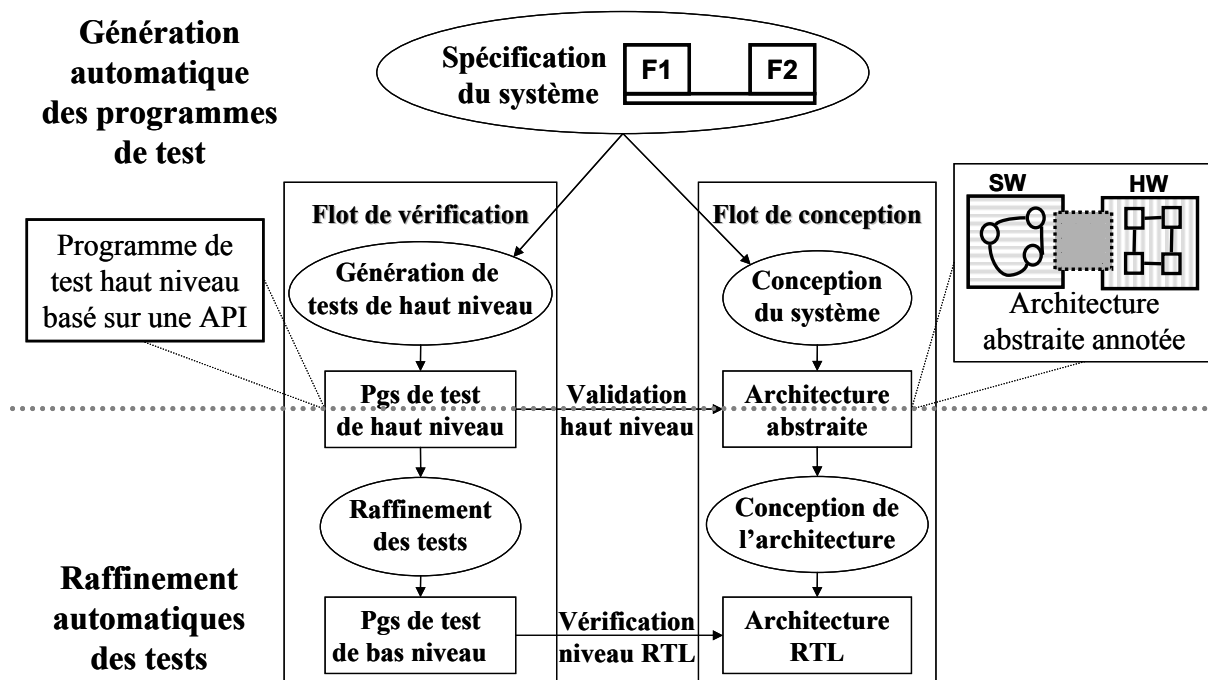 Génération
automatique
des programmes
de test
Spécification
du système
F1
F2
SW
HW
Architecture
abstraite annotée
Flot de vérification
Flot de conception
Programme de
test haut niveau
basé sur une API
Génération de
tests de haut niveau
Conception
du système
Pgs de test
de haut niveau
Validation
haut niveau
Architecture
abstraite
Raffinement
des tests
Conception de
l’architecture
Raffinement
automatiques
des tests
Pgs de test
de bas niveau
Vérification
niveau RTL
Architecture
RTL